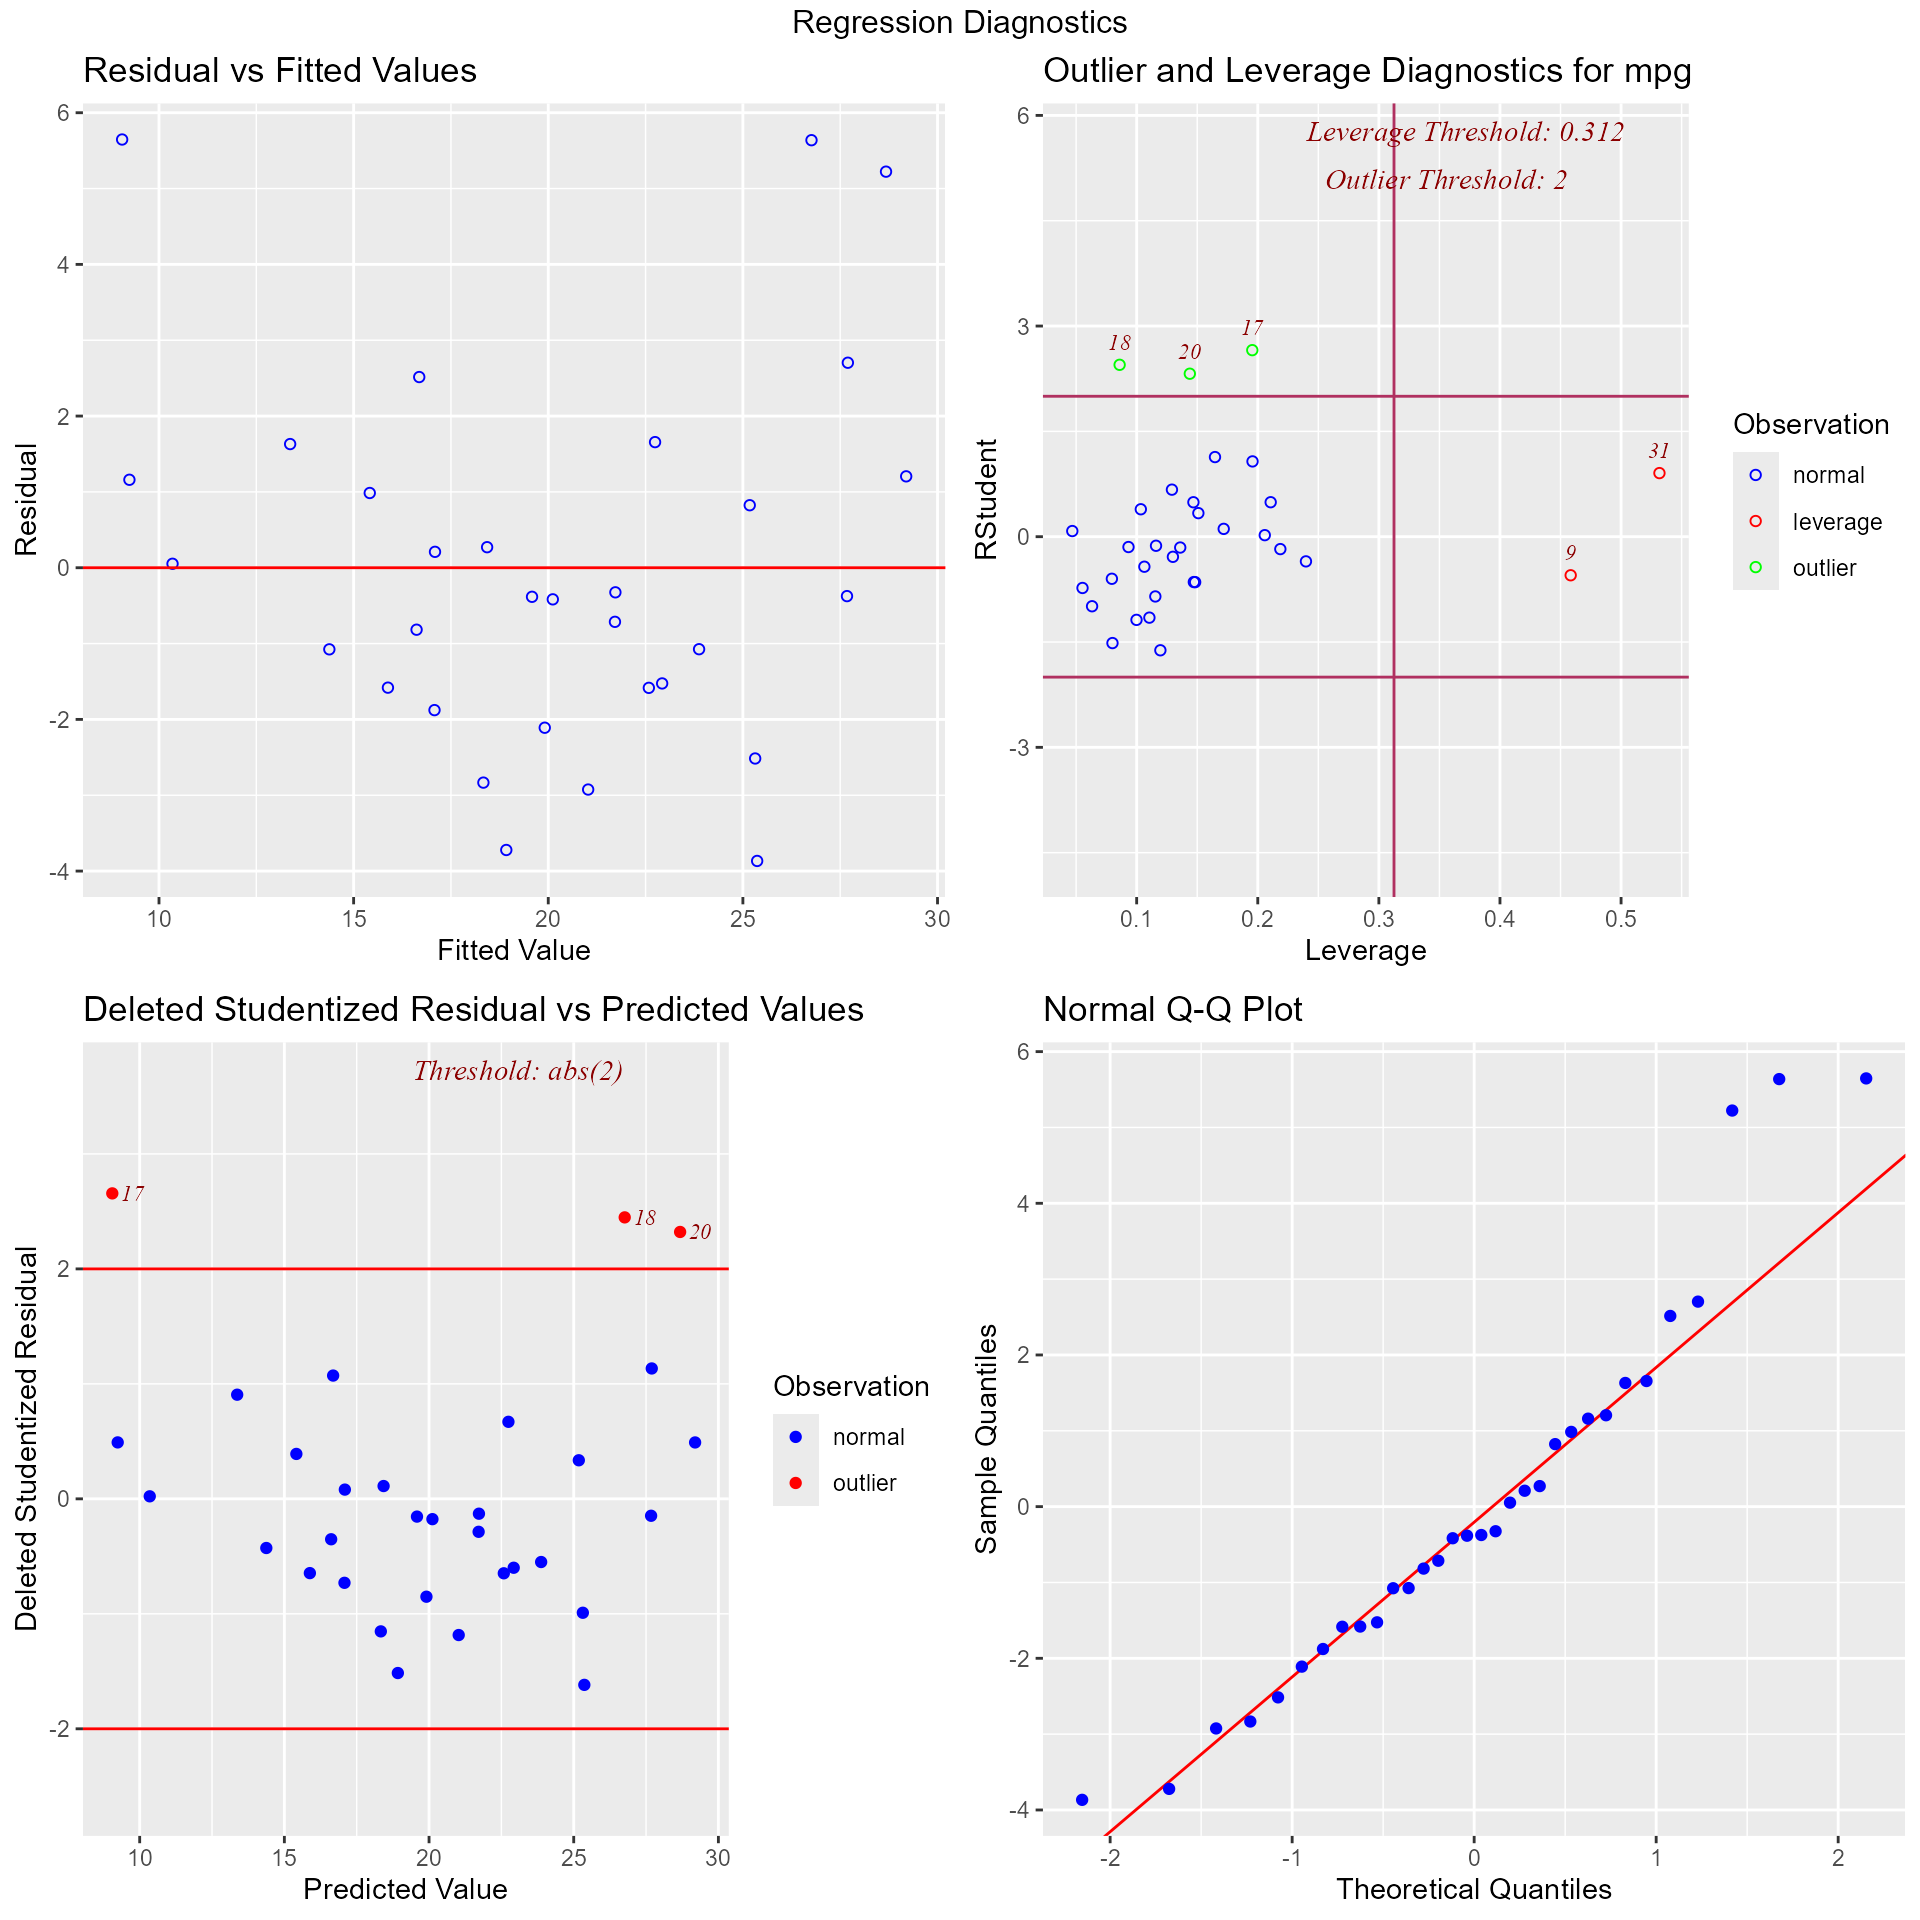 Regression Diagnostics
Residual vs Fitted Values
6
4
2
0
-2
-4
Residual
10 15 20 25 30
Fitted Value
Outlier and Leverage Diagnostics for mpg
Leverage Threshold: 0.312
Outlier Threshold: 2
6
3
0
-3
RStudent
18
20
17
31
9
0.1 0.2 0.3 0.4 0.5
Leverage
Observation
normal
leverage
outlier
Deleted Studentized Residual vs Predicted Values
Threshold: abs(2)
17
18
20
2
0
-2
Deleted Studentized Residual
10 15 20 25 30
Predicted Value
Observation
normal
outlier
Normal Q-Q Plot
6
4
2
0
-2
-4
Sample Quantiles
-2 -1 0 1 2
Theoretical Quantiles